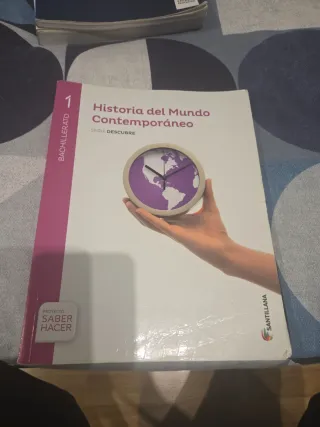 BACHILLERATO 1
Historia del Mundo
Contemporáneo
SERIE DESCUBRE
PROYECTO
SABER
HACER
SANTILLANA